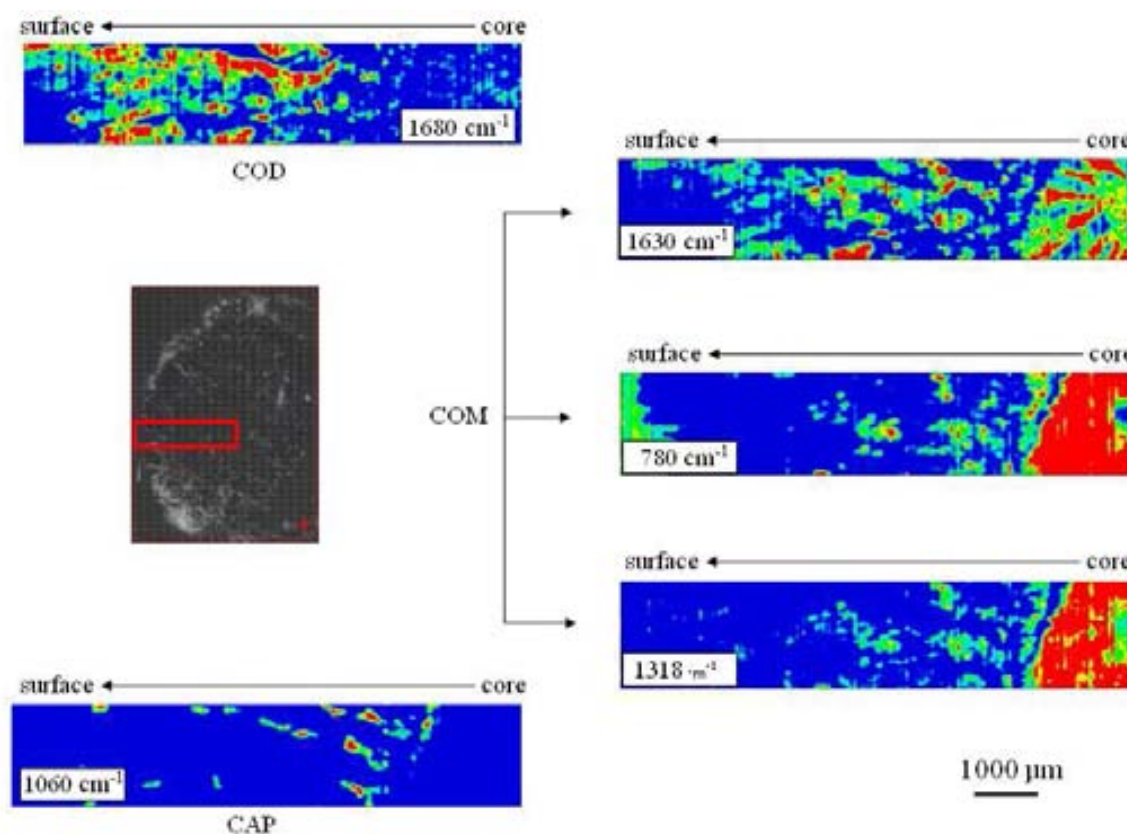 surface core
1680 cm-1
COD
surface core
1630 cm-1
surface core
COM
780 cm-1
surface core
1318 ·m-1
surface core
1060 cm-1
CAP
1000 μm